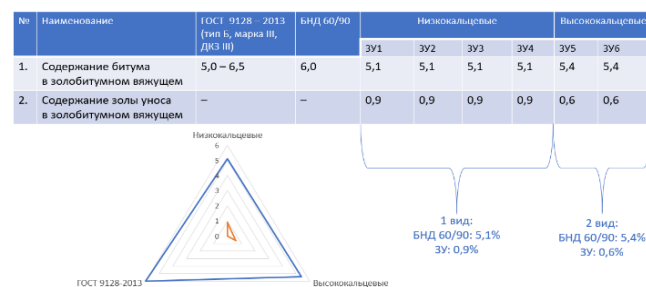 № Наименование ГОСТ 9128 – 2013 (тип Б, марка III, ДКЗ III) БНД 60/90 Низкокальцевые Высококальцевые
ЗУ1 ЗУ2 ЗУ3 ЗУ4 ЗУ5 ЗУ6
1. Содержание битума в золобитумном вяжущем 5,0 – 6,5 6,0 5,1 5,1 5,1 5,1 5,4 5,4
2. Содержание золы уноса в золобитумном вяжущем – – 0,9 0,9 0,9 0,9 0,6 0,6
Низкокальцевые
6
5
4
3
2
1
0
ГОСТ 9128-2013
Высококальцевые
1 вид:
БНД 60/90: 5,1%
ЗУ: 0,9%
2 вид:
БНД 60/90: 5,4%
ЗУ: 0,6%